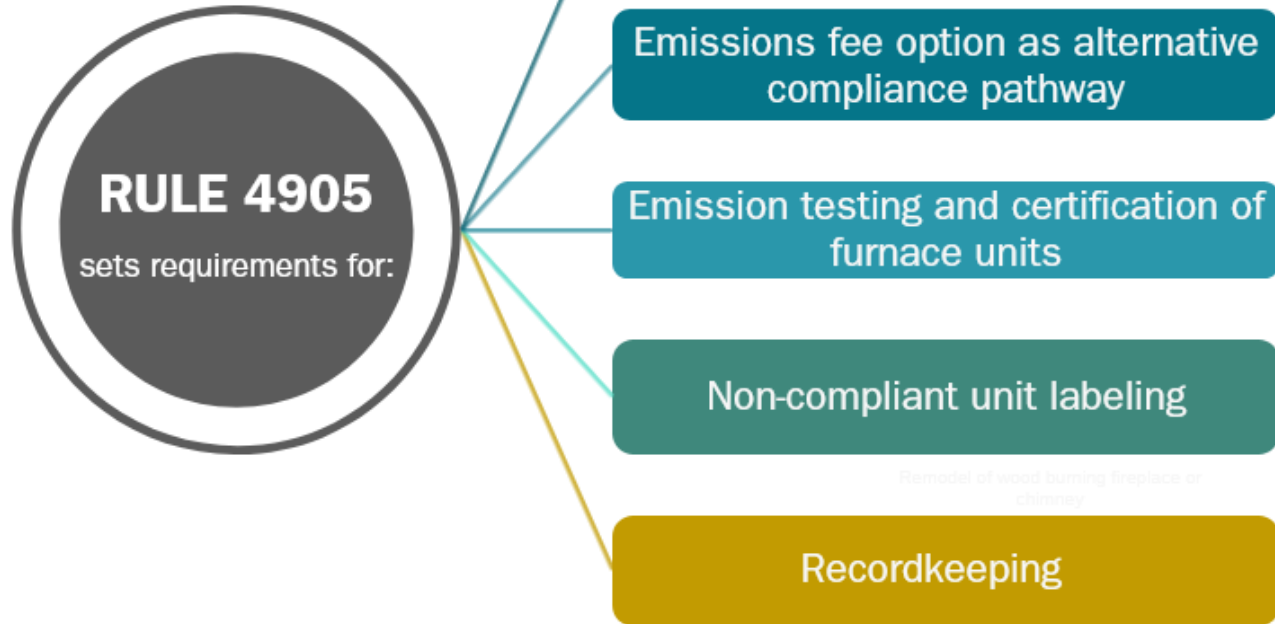 RULE 4905
sets requirements for:
Emissions fee option as alternative
compliance pathway
Emission testing and certification of
furnace units
Non-compliant unit labeling
Remodel of wood burning fireplace or
chimney
Recordkeeping